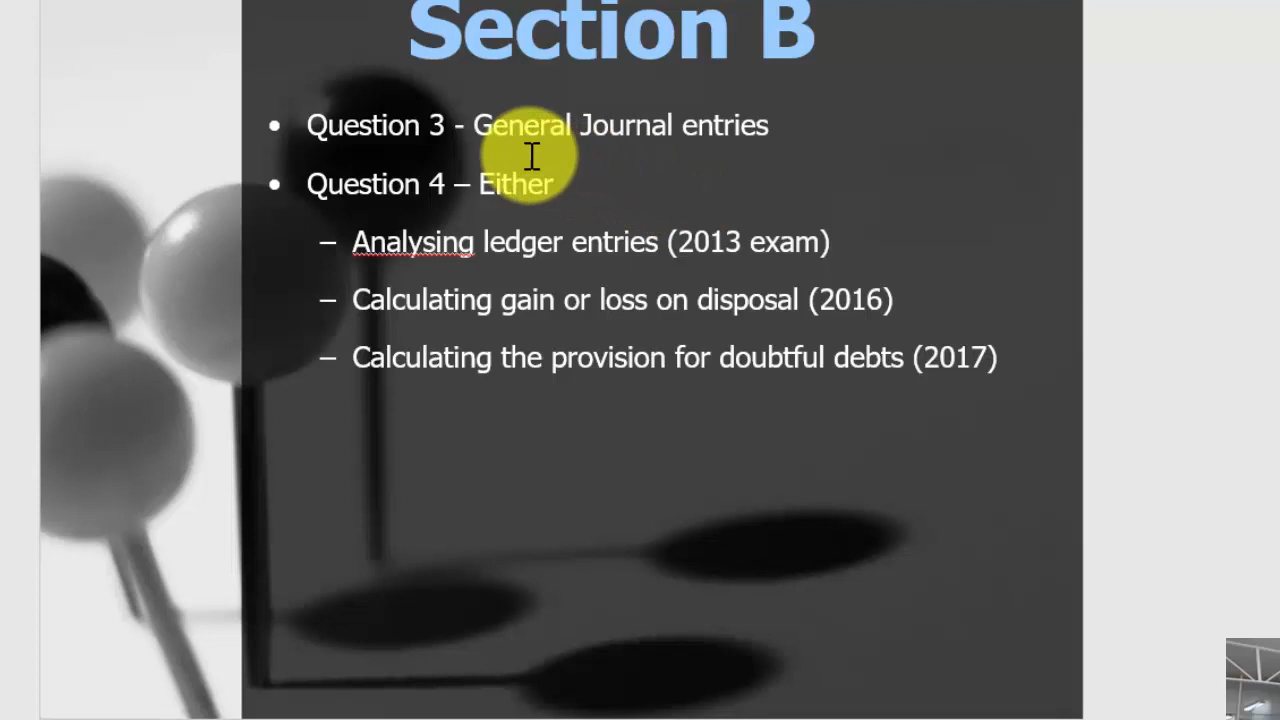 Section B
• Question 3 - General Journal entries
• Question 4 – Either
– Analysing ledger entries (2013 exam)
– Calculating gain or loss on disposal (2016)
– Calculating the provision for doubtful debts (2017)